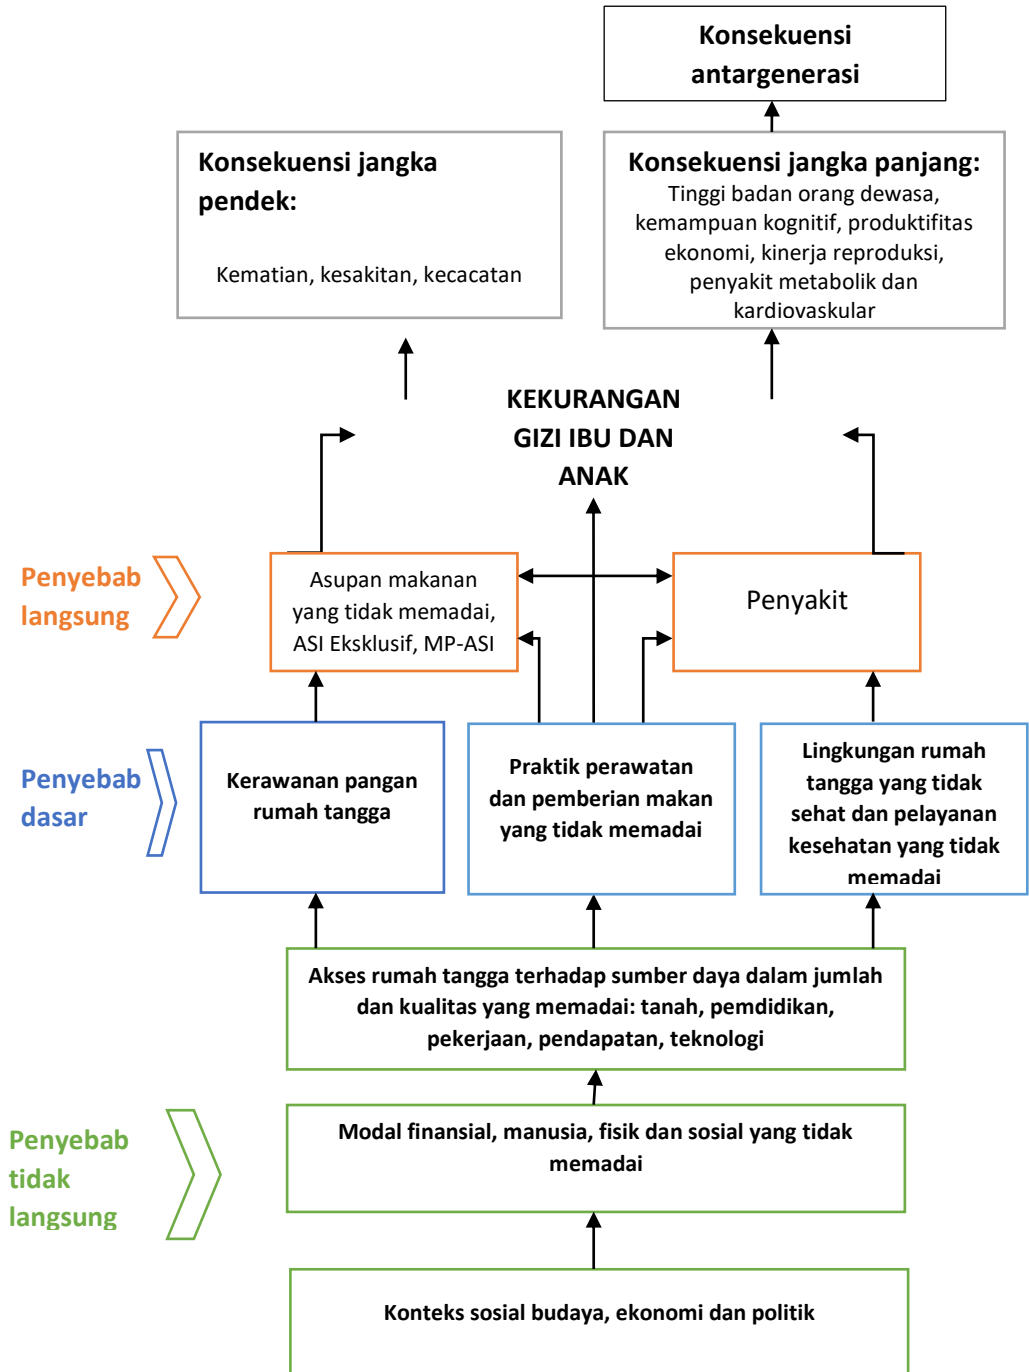 Konsekuensi
antargenerasi
Konsekuensi jangka
pendek:
Kematian, kesakitan, kecacatan
Konsekuensi jangka panjang:
Tinggi badan orang dewasa,
kemampuan kognitif, produktifitas
ekonomi, kinerja reproduksi,
penyakit metabolik dan
kardiovaskular
KEKURANGAN
GIZI IBU DAN
ANAK
Penyebab
langsung
Asupan makanan
yang tidak memadai,
ASI Eksklusif, MP-ASI
Penyakit
Penyebab
dasar
Kerawanan pangan
rumah tangga
Praktik perawatan
dan pemberian makan
yang tidak memadai
Lingkungan rumah
tangga yang tidak
sehat dan pelayanan
kesehatan yang tidak
memadai
Akses rumah tangga terhadap sumber daya dalam jumlah
dan kualitas yang memadai: tanah, pemdidikan,
pekerjaan, pendapatan, teknologi
Penyebab
tidak
langsung
Modal finansial, manusia, fisik dan sosial yang tidak
memadai
Konteks sosial budaya, ekonomi dan politik